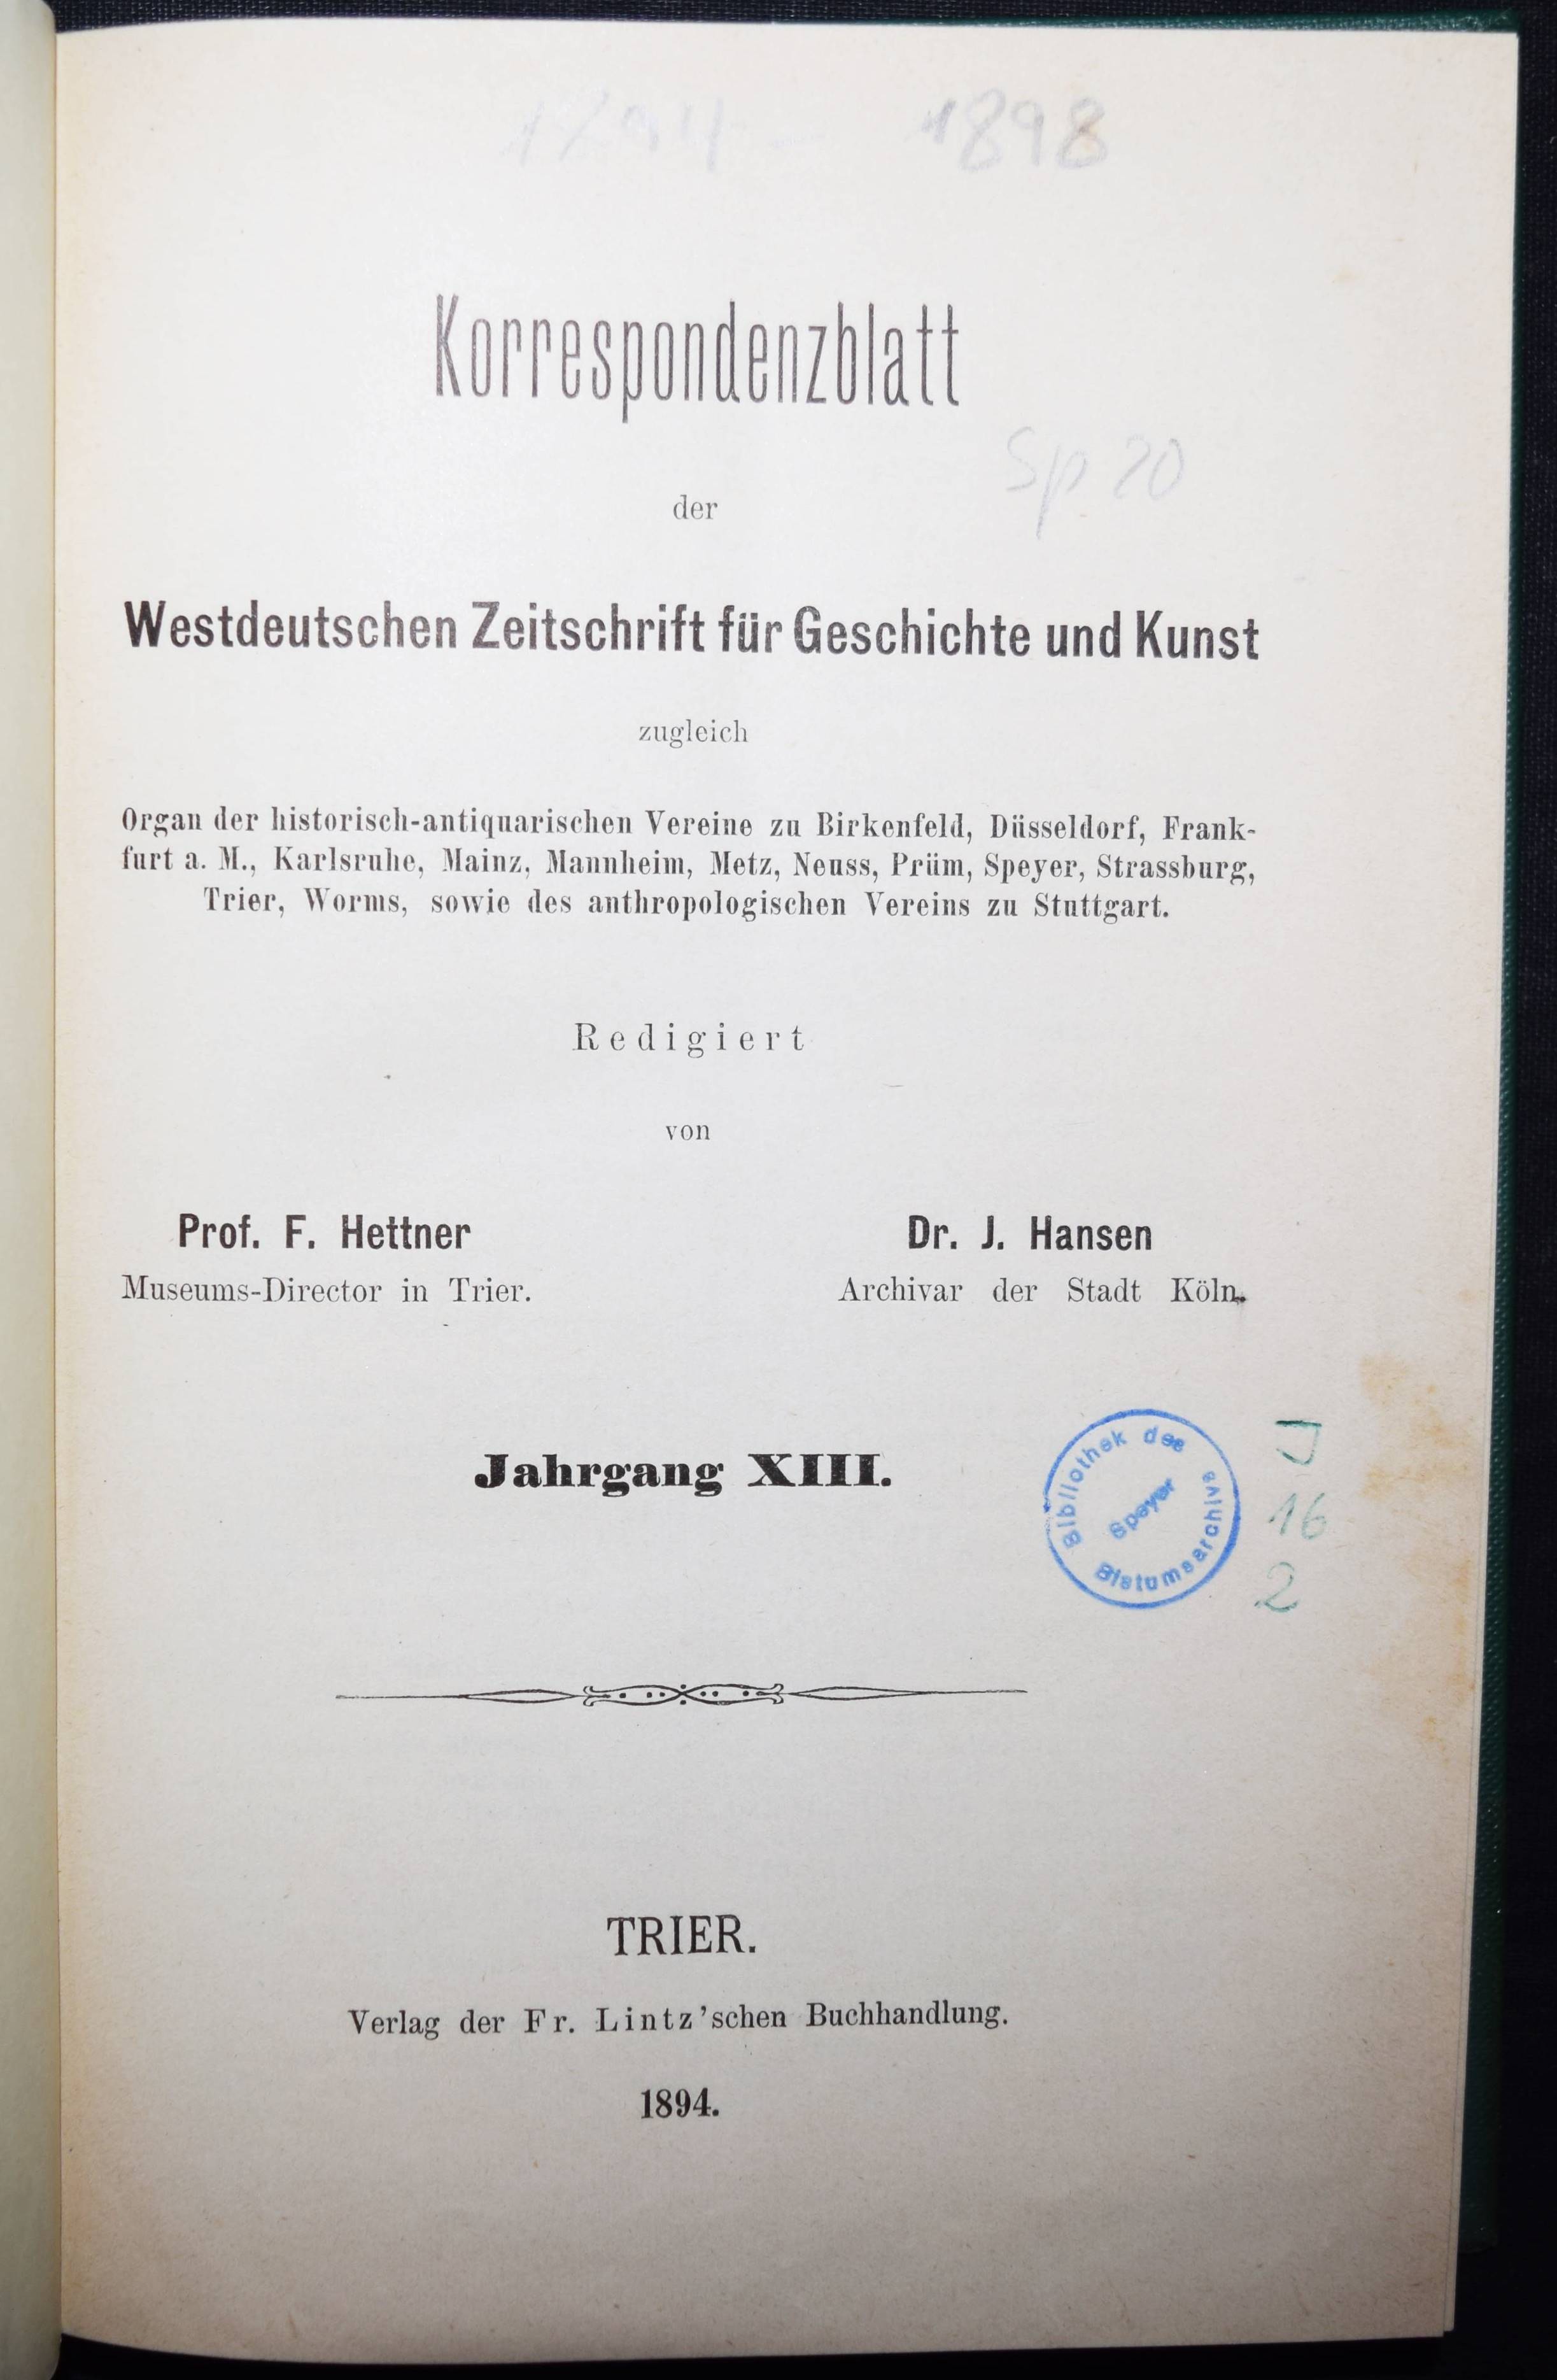 1894 - 1898
Korrespondenzblatt
Sp. 20
der
Westdeutschen Zeitschrift für Geschichte und Kunst
zugleich
Organ der historisch-antiquarischen Vereine zu Birkenfeld, Düsseldorf, Frank-
furt a. M., Karlsruhe, Mainz, Mannheim, Metz, Neuss, Prüm, Speyer, Strassburg,
Trier, Worms, sowie des anthropologischen Vereins zu Stuttgart.
Redigiert
von
Prof. F. Hettner Dr. J. Hansen
Museums-Director in Trier. Archivar der Stadt Köln.
Jahrgang XIII.
Bibliothek des
Speyer
Bistumsarchivs
J
16
2
TRIER.
Verlag der Fr. Lintz'schen Buchhandlung.
1894.